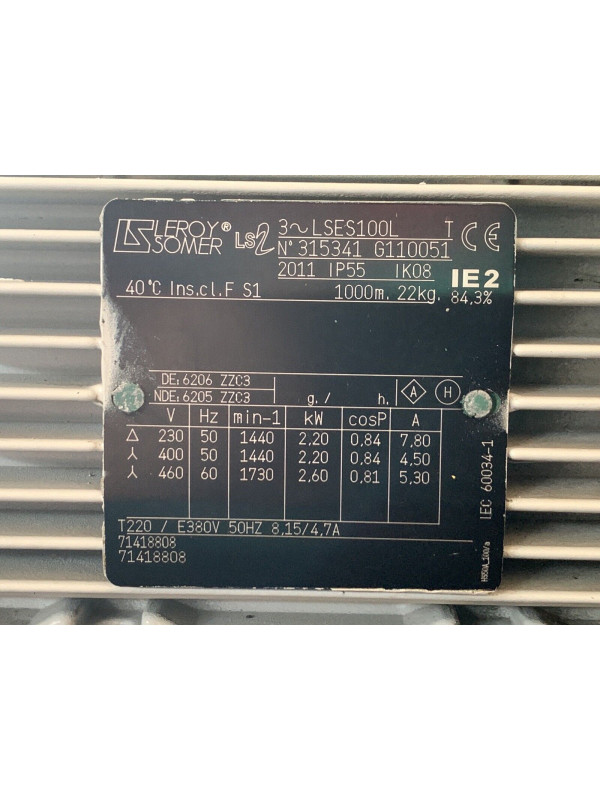 LEROY® SOMER LS2
3~LSES100L T CE
N° 315341 G110051
2011 IP55 IK08 IE2
40°C Ins.cl.F S1 1000m. 22kg. 84,3%
DE: 6206 ZZC3
NDE: 6205 ZZC3 g. / h. A H
V Hz min-1 kW cosP A
Δ 230 50 1440 2,20 0,84 7,80
⅄ 400 50 1440 2,20 0,84 4,50
⅄ 460 60 1730 2,60 0,81 5,30
T220 / E380V 50HZ 8,15/4,7A
71418808
71418808
IEC 60034-1